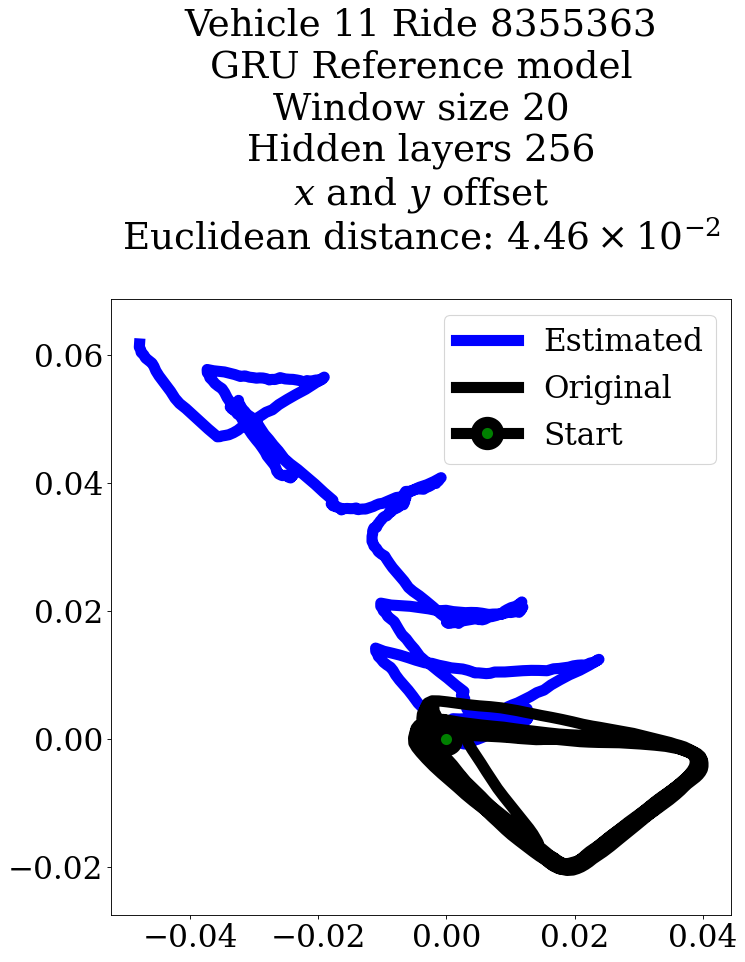 Vehicle 11 Ride 8355363
GRU Reference model
Window size 20
Hidden layers 256
x and y offset
Euclidean distance: 4.46 × 10⁻²
Estimated
Original
Start
0.06
0.04
0.02
0.00
−0.02
−0.04 −0.02 0.00 0.02 0.04